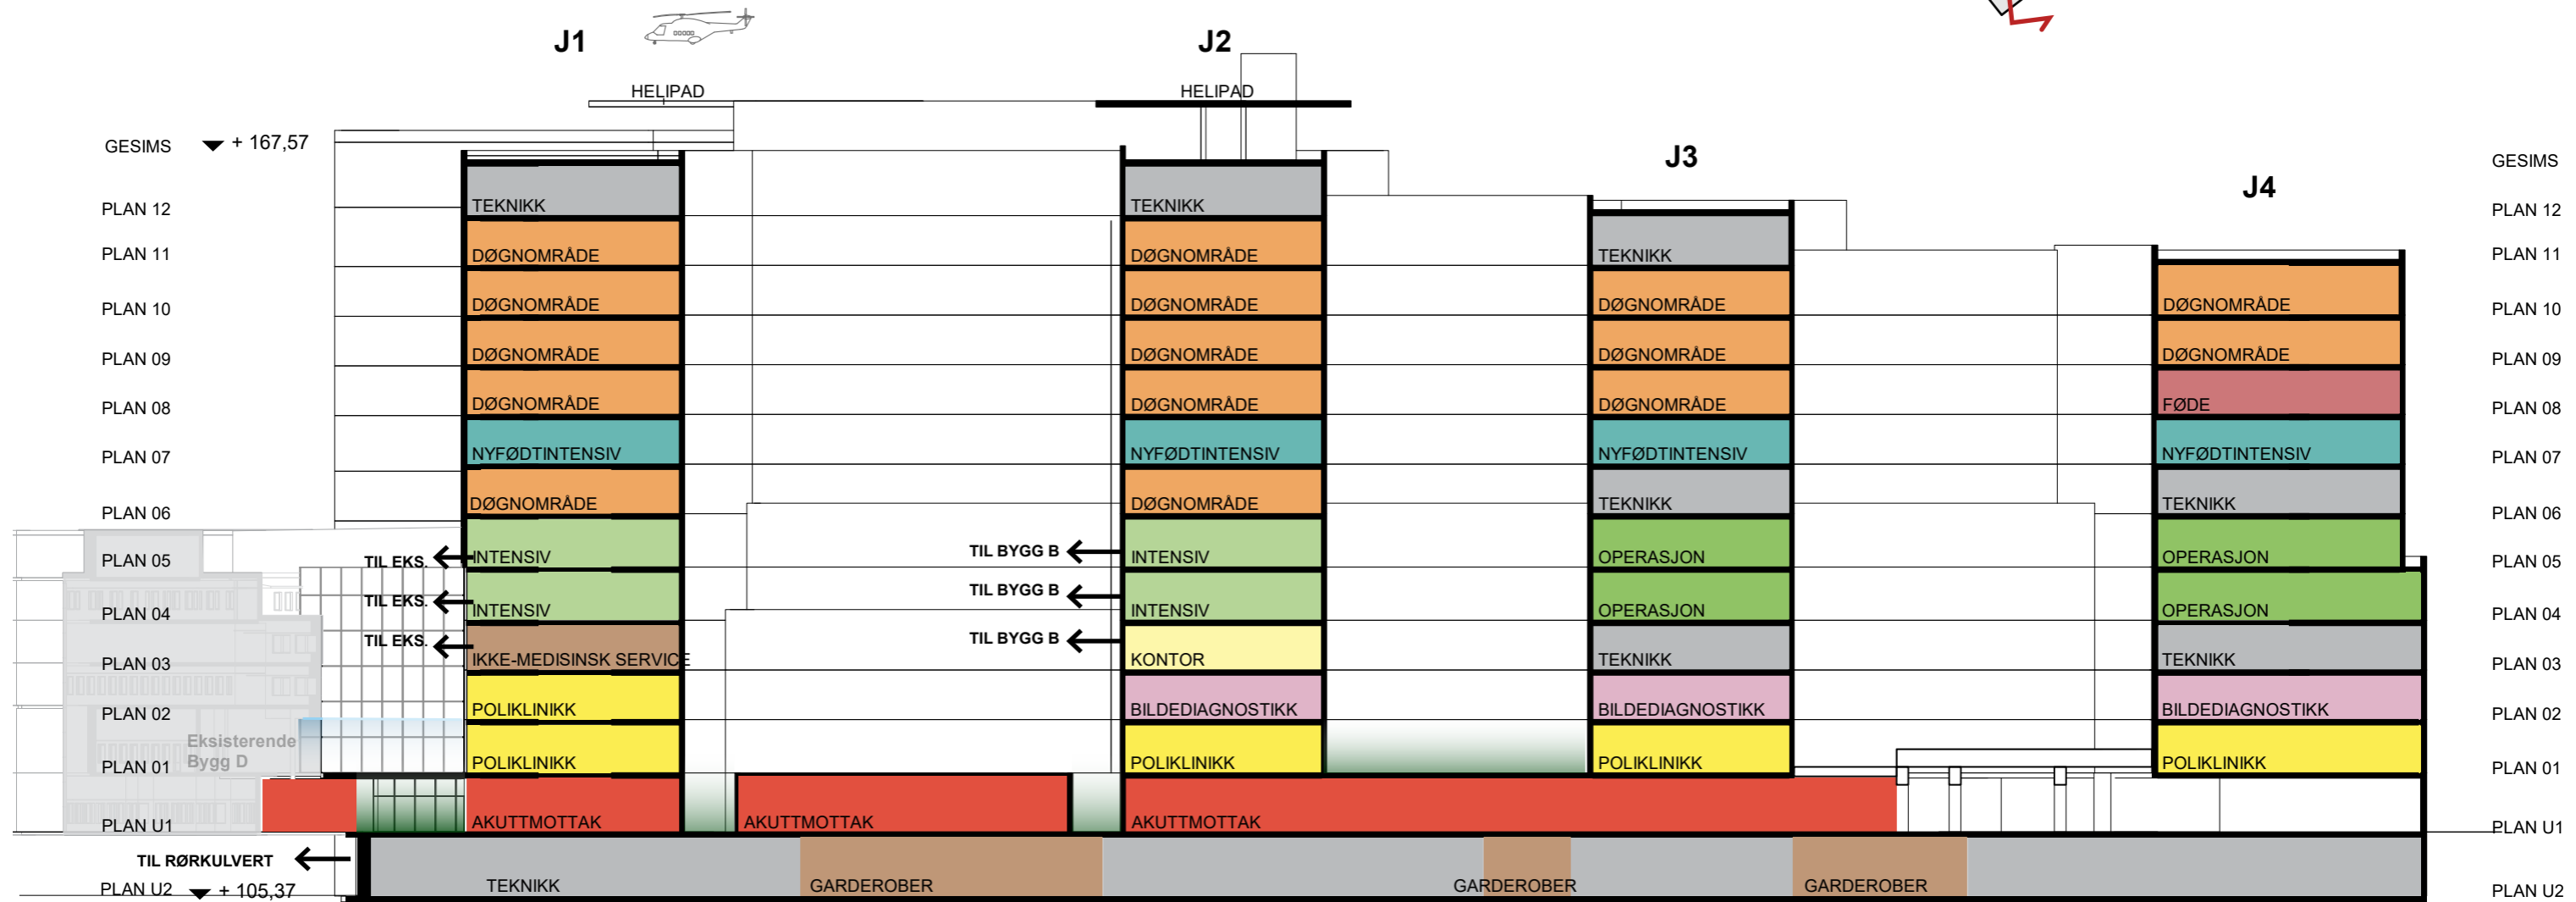 J1
J2
HELIPAD
HELIPAD
GESIMS
+ 167,57
J3
GESIMS
J4
PLAN 12
TEKNIKK
TEKNIKK
PLAN 12
PLAN 11
DØGNOMRÅDE
DØGNOMRÅDE
TEKNIKK
PLAN 11
PLAN 10
DØGNOMRÅDE
DØGNOMRÅDE
DØGNOMRÅDE
DØGNOMRÅDE
PLAN 10
PLAN 09
DØGNOMRÅDE
DØGNOMRÅDE
DØGNOMRÅDE
DØGNOMRÅDE
PLAN 09
PLAN 08
DØGNOMRÅDE
DØGNOMRÅDE
DØGNOMRÅDE
FØDE
PLAN 08
PLAN 07
NYFØDTINTENSIV
NYFØDTINTENSIV
NYFØDTINTENSIV
NYFØDTINTENSIV
PLAN 07
PLAN 06
DØGNOMRÅDE
DØGNOMRÅDE
TEKNIKK
TEKNIKK
PLAN 06
PLAN 05
TIL EKS.
INTENSIV
TIL BYGG B
INTENSIV
OPERASJON
OPERASJON
PLAN 05
PLAN 04
TIL EKS.
INTENSIV
TIL BYGG B
INTENSIV
OPERASJON
OPERASJON
PLAN 04
PLAN 03
TIL EKS.
IKKE-MEDISINSK SERVICE
TIL BYGG B
KONTOR
TEKNIKK
TEKNIKK
PLAN 03
PLAN 02
POLIKLINIKK
BILDEDIAGNOSTIKK
BILDEDIAGNOSTIKK
BILDEDIAGNOSTIKK
PLAN 02
Eksisterende
Bygg D
PLAN 01
POLIKLINIKK
POLIKLINIKK
POLIKLINIKK
POLIKLINIKK
PLAN 01
PLAN U1
AKUTTMOTTAK
AKUTTMOTTAK
AKUTTMOTTAK
PLAN U1
TIL RØRKULVERT
PLAN U2
+ 105,37
TEKNIKK
GARDEROBER
GARDEROBER
GARDEROBER
PLAN U2